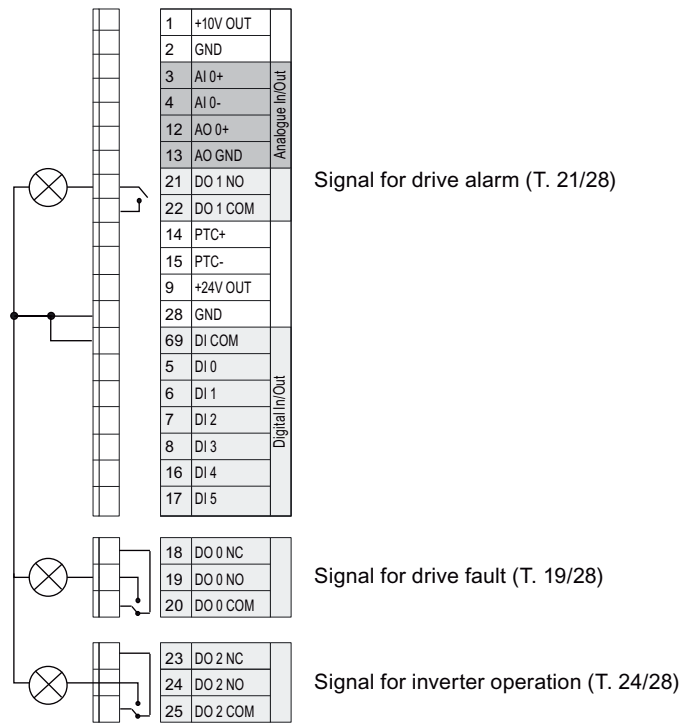 1 +10V OUT
2 GND
3 AI 0+
4 AI 0-
12 AO 0+
13 AO GND
Analogue In/Out
21 DO 1 NO
22 DO 1 COM
Signal for drive alarm (T. 21/28)
14 PTC+
15 PTC-
9 +24V OUT
28 GND
69 DI COM
5 DI 0
6 DI 1
7 DI 2
8 DI 3
16 DI 4
17 DI 5
Digital In/Out
18 DO 0 NC
19 DO 0 NO
20 DO 0 COM
Signal for drive fault (T. 19/28)
23 DO 2 NC
24 DO 2 NO
25 DO 2 COM
Signal for inverter operation (T. 24/28)